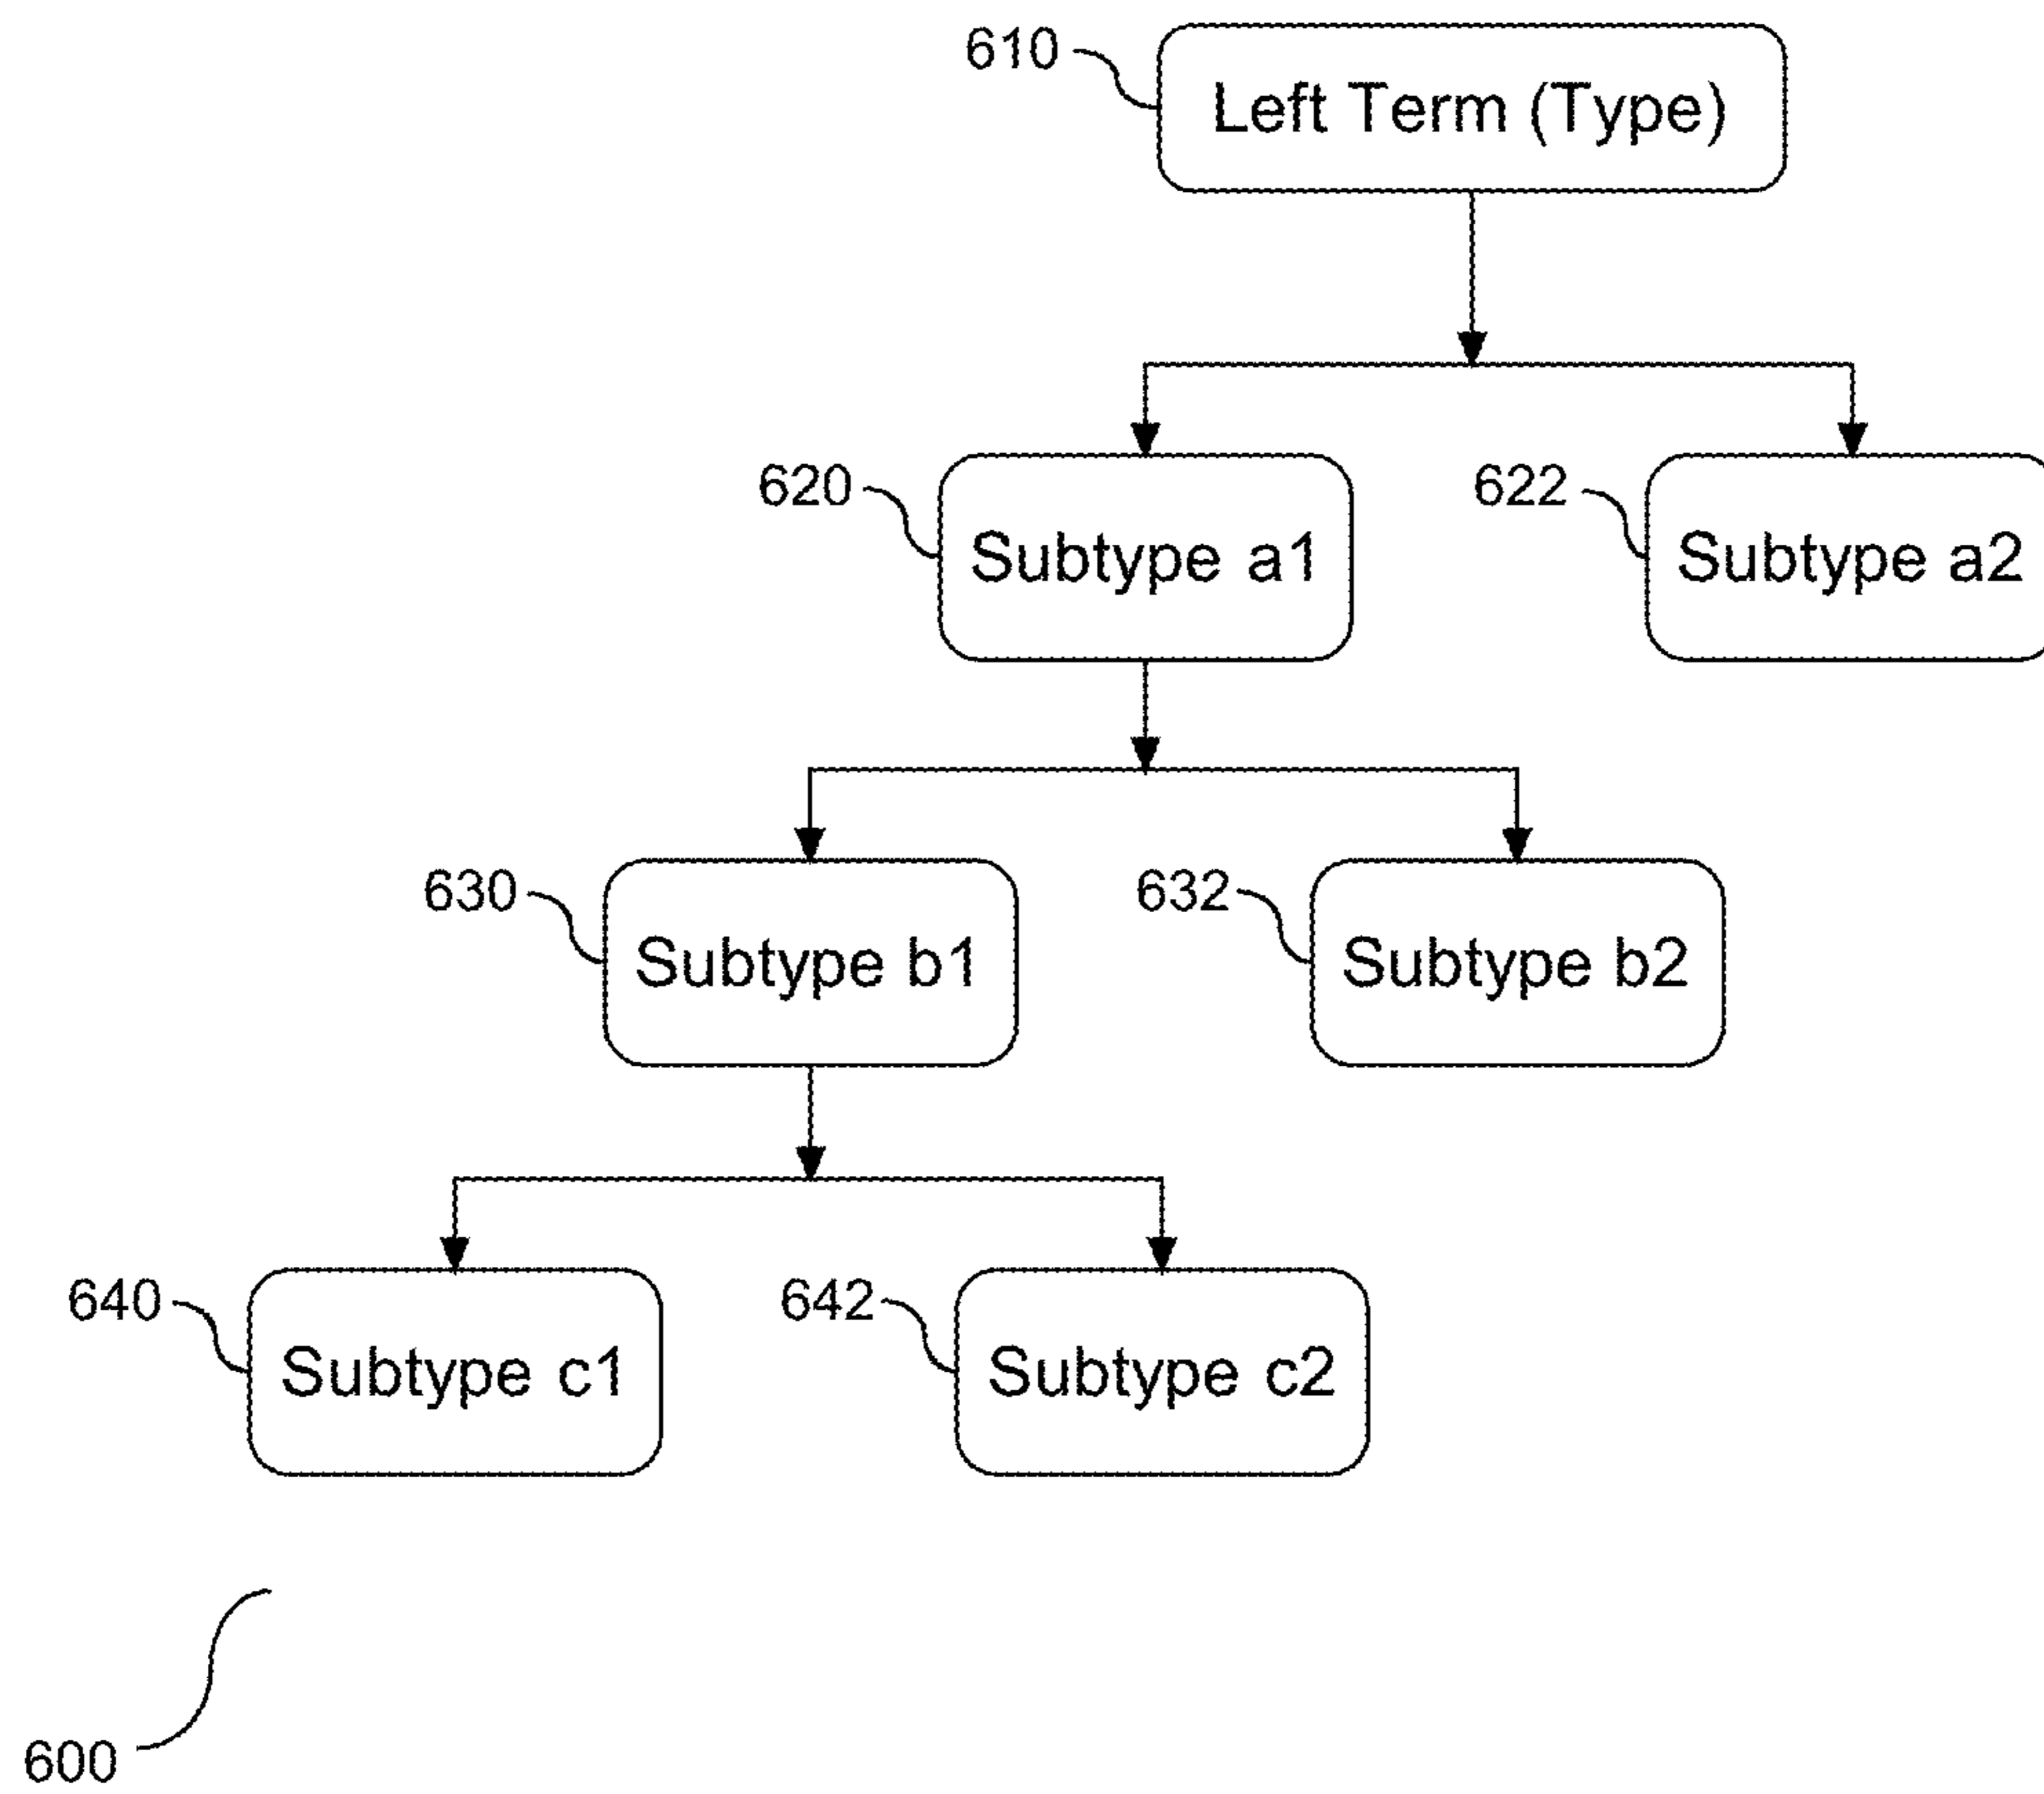 610
Left Term (Type)
620
Subtype a1
622
Subtype a2
630
Subtype b1
632
Subtype b2
640
Subtype c1
642
Subtype c2
600